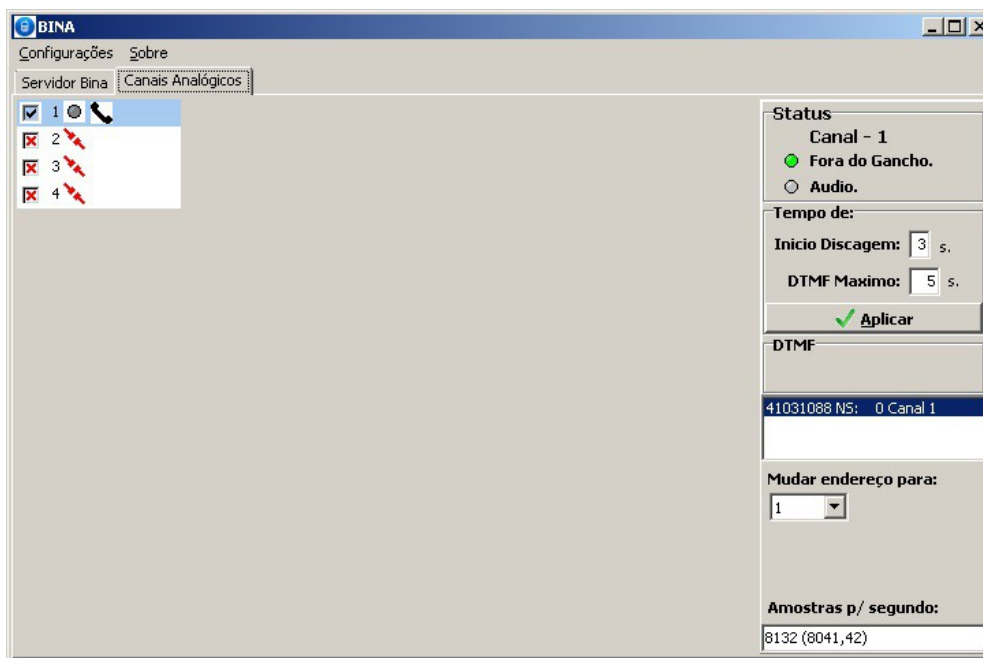 BINA
Configurações Sobre
Servidor Bina Canais Analógicos
1
2
3
4
Status
Canal - 1
Fora do Gancho.
Audio.
Tempo de:
Inicio Discagem: 3 s.
DTMF Maximo: 5 s.
Aplicar
DTMF
41031088 NS: 0 Canal 1
Mudar endereço para:
1
Amostras p/ segundo:
8132 (8041,42)